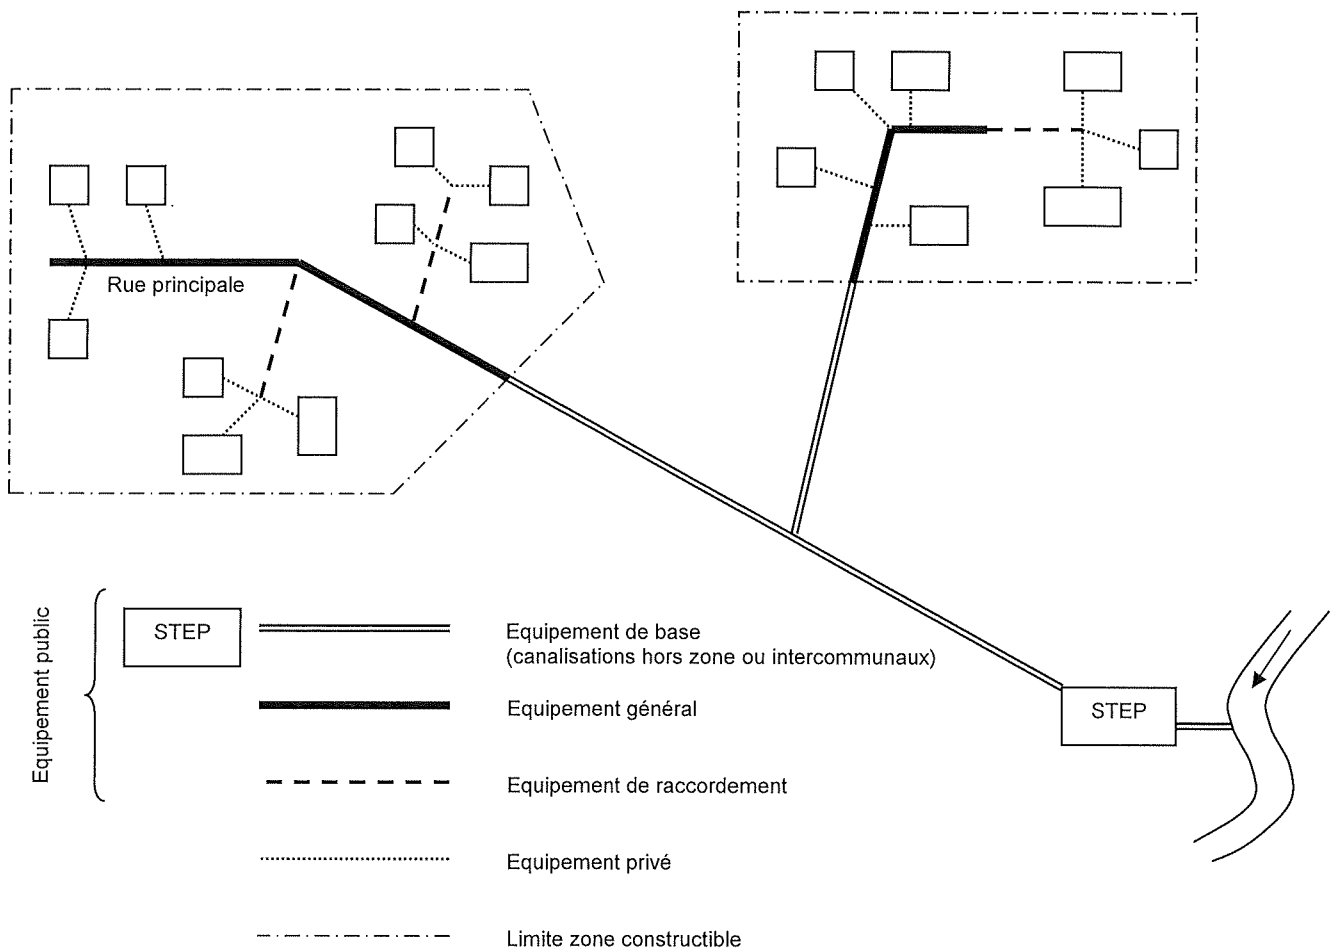 Rue principale
Equipement public
STEP
Equipement de base
(canalisations hors zone ou intercommunaux)
STEP
Equipement général
Equipement de raccordement
Equipement privé
Limite zone constructible